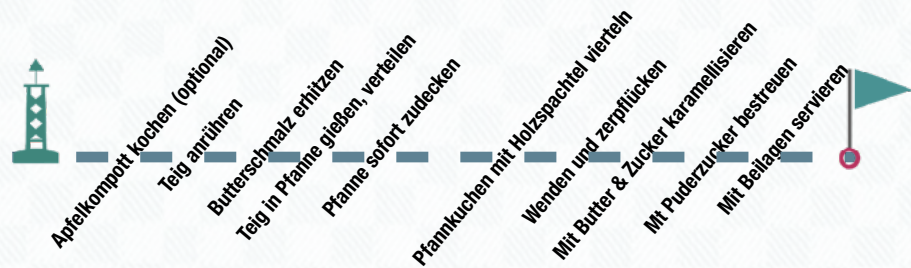 Apfelkompott kochen (optional)
Teig anrühren
Butterschmalz erhitzen
Teig in Pfanne gießen, verteilen
Pfanne sofort zudecken
Pfannkuchen mit Holzspachtel vierteln
Wenden und zerpflücken
Mit Butter & Zucker karamellisieren
Mt Puderzucker bestreuen
Mit Beilagen servieren